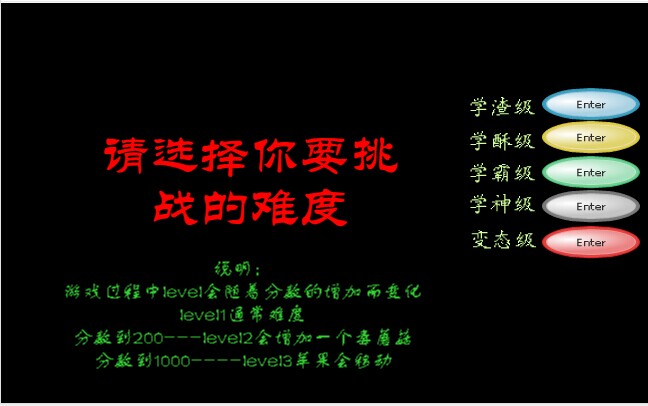 请选择你要挑
战的难度
学渣级 Enter
学酥级 Enter
学霸级 Enter
学神级 Enter
变态级 Enter
说明：
游戏过程中level会随着分数的增加而变化
level1通常难度
分数到200---level2会增加一个毒蘑菇
分数到1000----level3苹果会移动